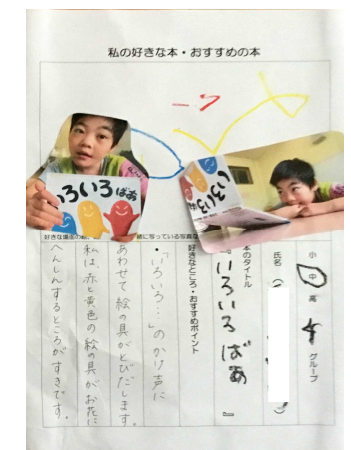 私の好きな本・おすすめの本
いろいろばあ
いろいろ
小 中 高
グループ
氏名(
本のタイトル
『いろいろばあ』
好きなところ・おすすめポイント
・「いろいろ…」のかけ声に
あわせて絵の具がとびだします。
私は赤と黄色の絵の具がお花に
へんしんするところがすきです。